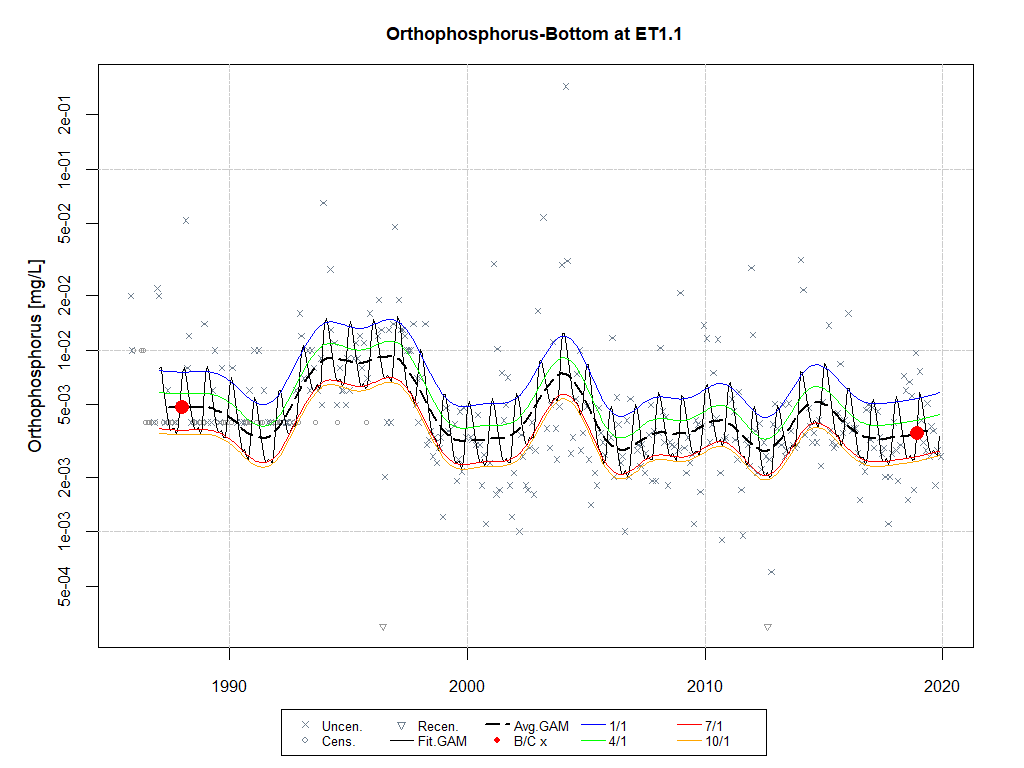 Orthophosphorus-Bottom at ET1.1
Orthophosphorus [mg/L]
2e-01
1e-01
5e-02
2e-02
1e-02
5e-03
2e-03
1e-03
5e-04
1990 2000 2010 2020
Uncen. Recen. Avg.GAM 1/1 7/1
Cens. Fit.GAM B/C x 4/1 10/1